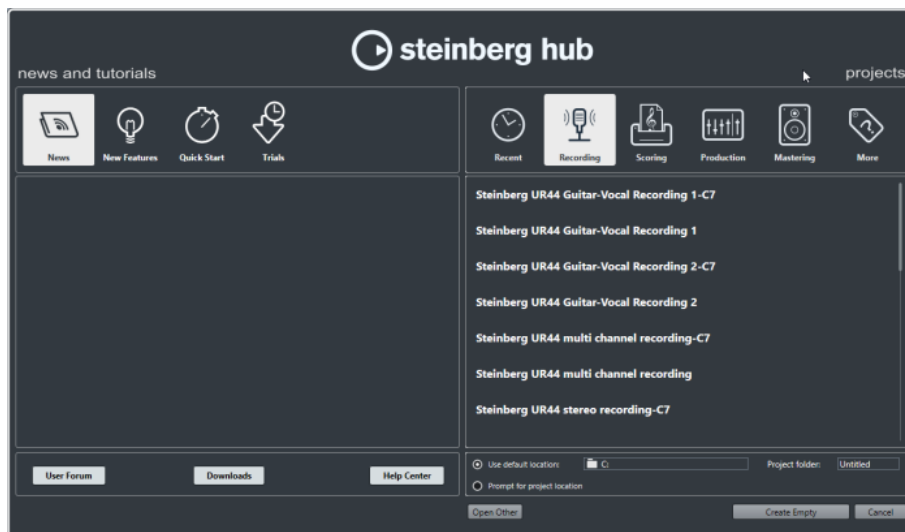 steinberg hub
news and tutorials
projects
News
New Features
Quick Start
Trials
Recent
Recording
Scoring
Production
Mastering
More
Steinberg UR44 Guitar-Vocal Recording 1-C7
Steinberg UR44 Guitar-Vocal Recording 1
Steinberg UR44 Guitar-Vocal Recording 2-C7
Steinberg UR44 Guitar-Vocal Recording 2
Steinberg UR44 multi channel recording-C7
Steinberg UR44 multi channel recording
Steinberg UR44 stereo recording-C7
User Forum
Downloads
Help Center
Use default location:
C:
Project folder:
Untitled
Prompt for project location
Open Other
Create Empty
Cancel